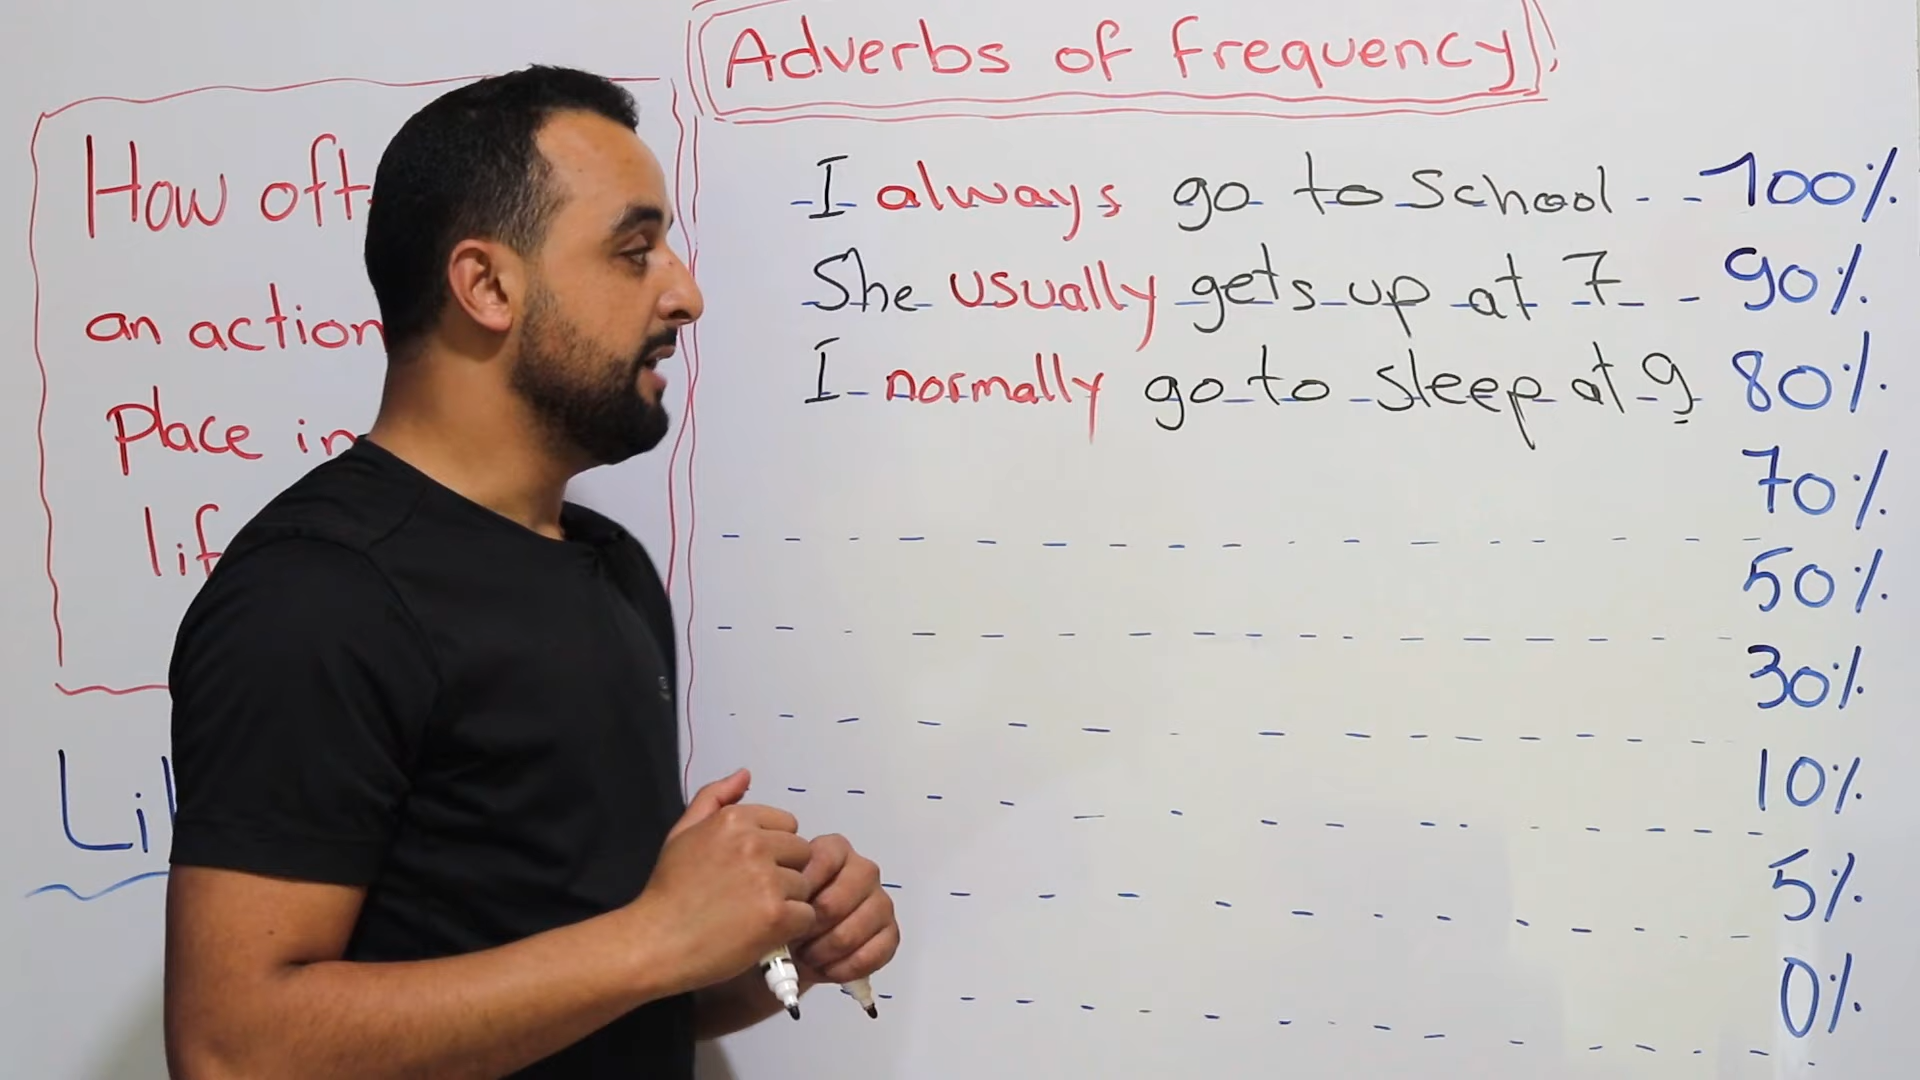 Adverbs of frequency
How oft
an action
place in
lif
Li
I always go to School 100%
She usually gets up at 7 90%
I normally go to sleep at 9 80%
70%
50%
30%
10%
5%
0%